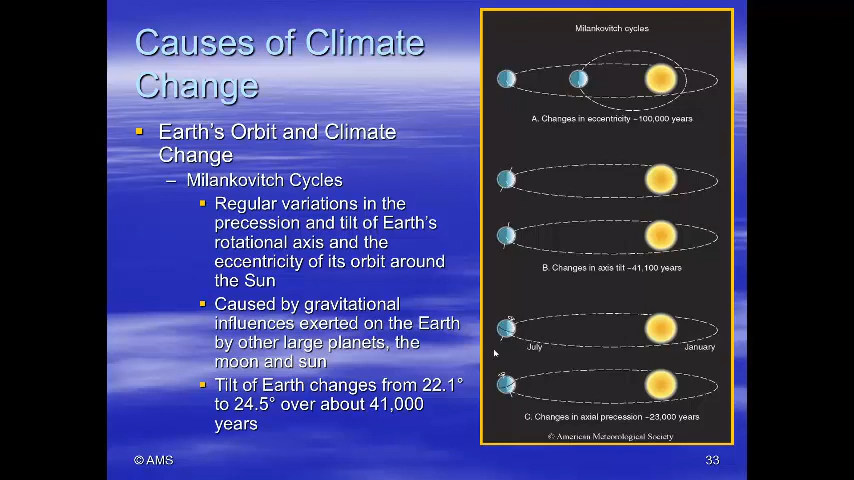 Causes of Climate
Change
Earth's Orbit and Climate
Change
– Milankovitch Cycles
Regular variations in the
precession and tilt of Earth's
rotational axis and the
eccentricity of its orbit around
the Sun
Caused by gravitational
influences exerted on the Earth
by other large planets, the
moon and sun
Tilt of Earth changes from 22.1°
to 24.5° over about 41,000
years
Milankovitch cycles
A. Changes in eccentricity ~100,000 years
B. Changes in axis tilt ~41,100 years
July
January
C. Changes in axial precession ~23,000 years
© American Meteorological Society
© AMS
33